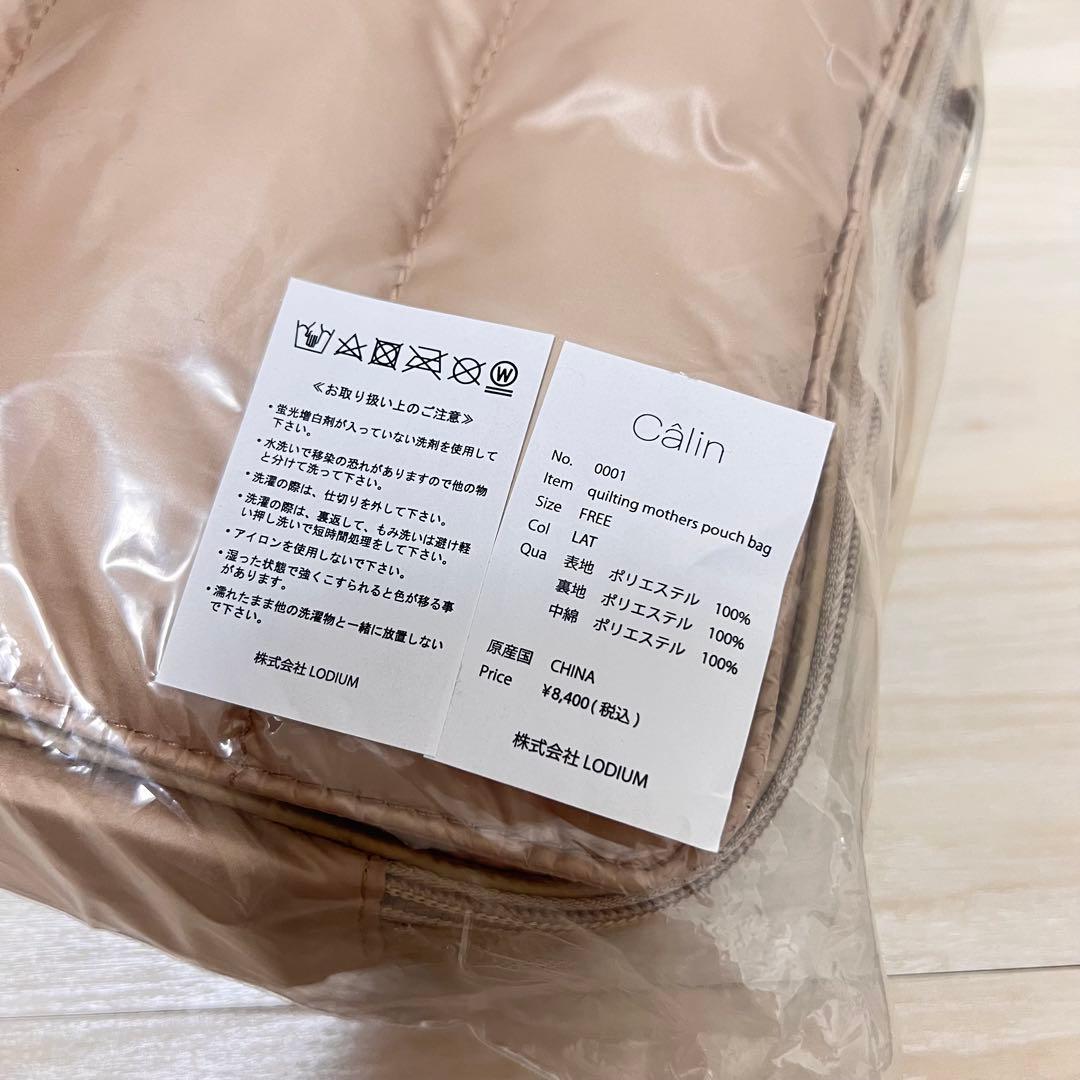 W
≪お取り扱い上のご注意≫
・蛍光増白剤が入っていない洗剤を使用して
下さい。
・水洗いで移染の恐れがありますので他の物
と分けて洗って下さい。
・洗濯の際は、仕切りを外して下さい。
・洗濯の際は、裏返して、もみ洗いは避け軽
い押し洗いで短時間処理をして下さい。
・アイロンを使用しないで下さい。
・湿った状態で強くこすられると色が移る事
があります。
・濡れたまま他の洗濯物と一緒に放置しない
で下さい。
株式会社 LODIUM
Câlin
No. 0001
Item quilting mothers pouch bag
Size FREE
Col LAT
Qua 表地 ポリエステル 100%
裏地 ポリエステル 100%
中綿 ポリエステル 100%
原産国 CHINA
Price ¥8,400(税込)
株式会社 LODIUM